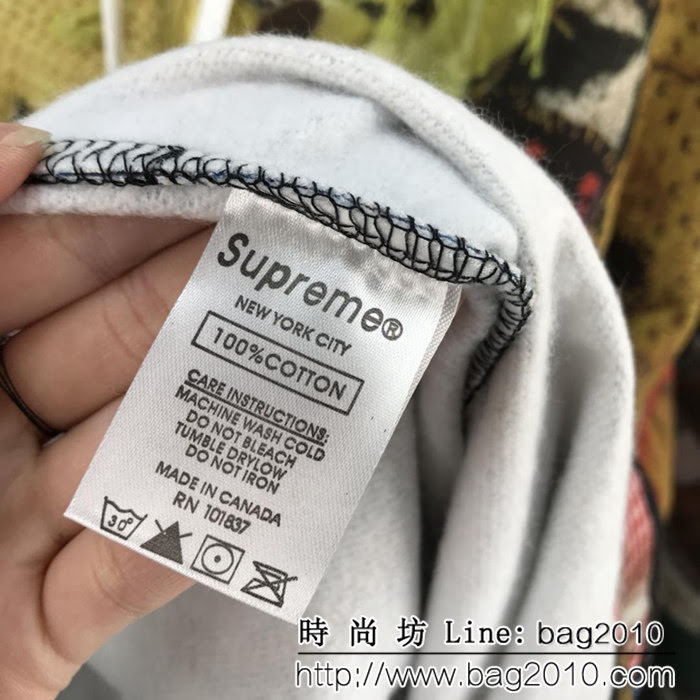 Supreme®
NEW YORK CITY
100%COTTON
CARE INSTRUCTIONS:
MACHINE WASH COLD
DO NOT BLEACH
TUMBLE DRYLOW
DO NOT IRON
MADE IN CANADA
RN 101837
30°
時尚坊 Line: bag2010
http://www.bag2010.com